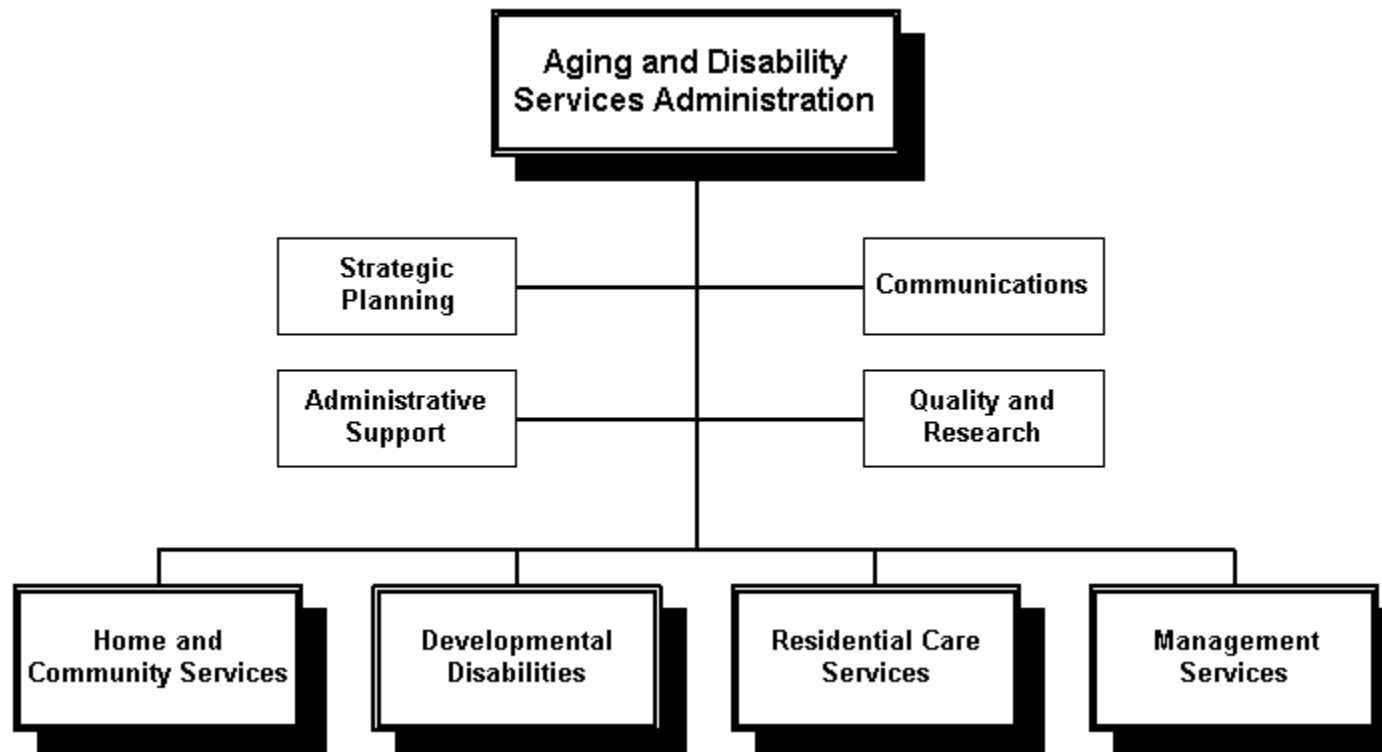 Aging and Disability
Services Administration
Strategic
Planning
Communications
Administrative
Support
Quality and
Research
Home and
Community Services
Developmental
Disabilities
Residential Care
Services
Management
Services